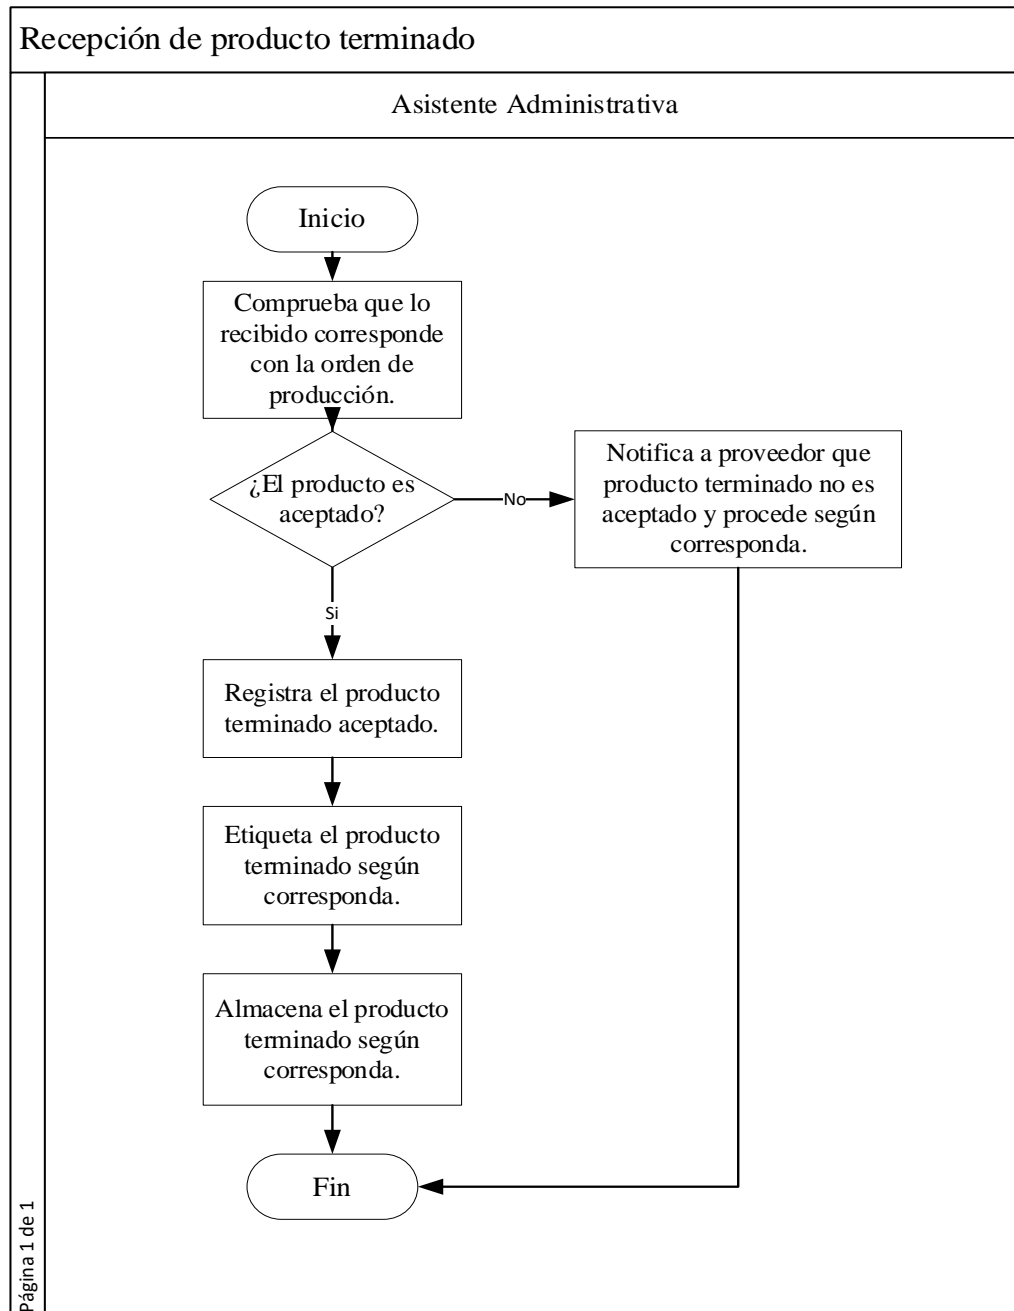 Recepción de producto terminado
Asistente Administrativa
Inicio
Comprueba que lo
recibido corresponde
con la orden de
producción.
¿El producto es
aceptado?
No
Notifica a proveedor que
producto terminado no es
aceptado y procede según
corresponda.
Si
Registra el producto
terminado aceptado.
Etiqueta el producto
terminado según
corresponda.
Almacena el producto
terminado según
corresponda.
Fin
Página 1 de 1